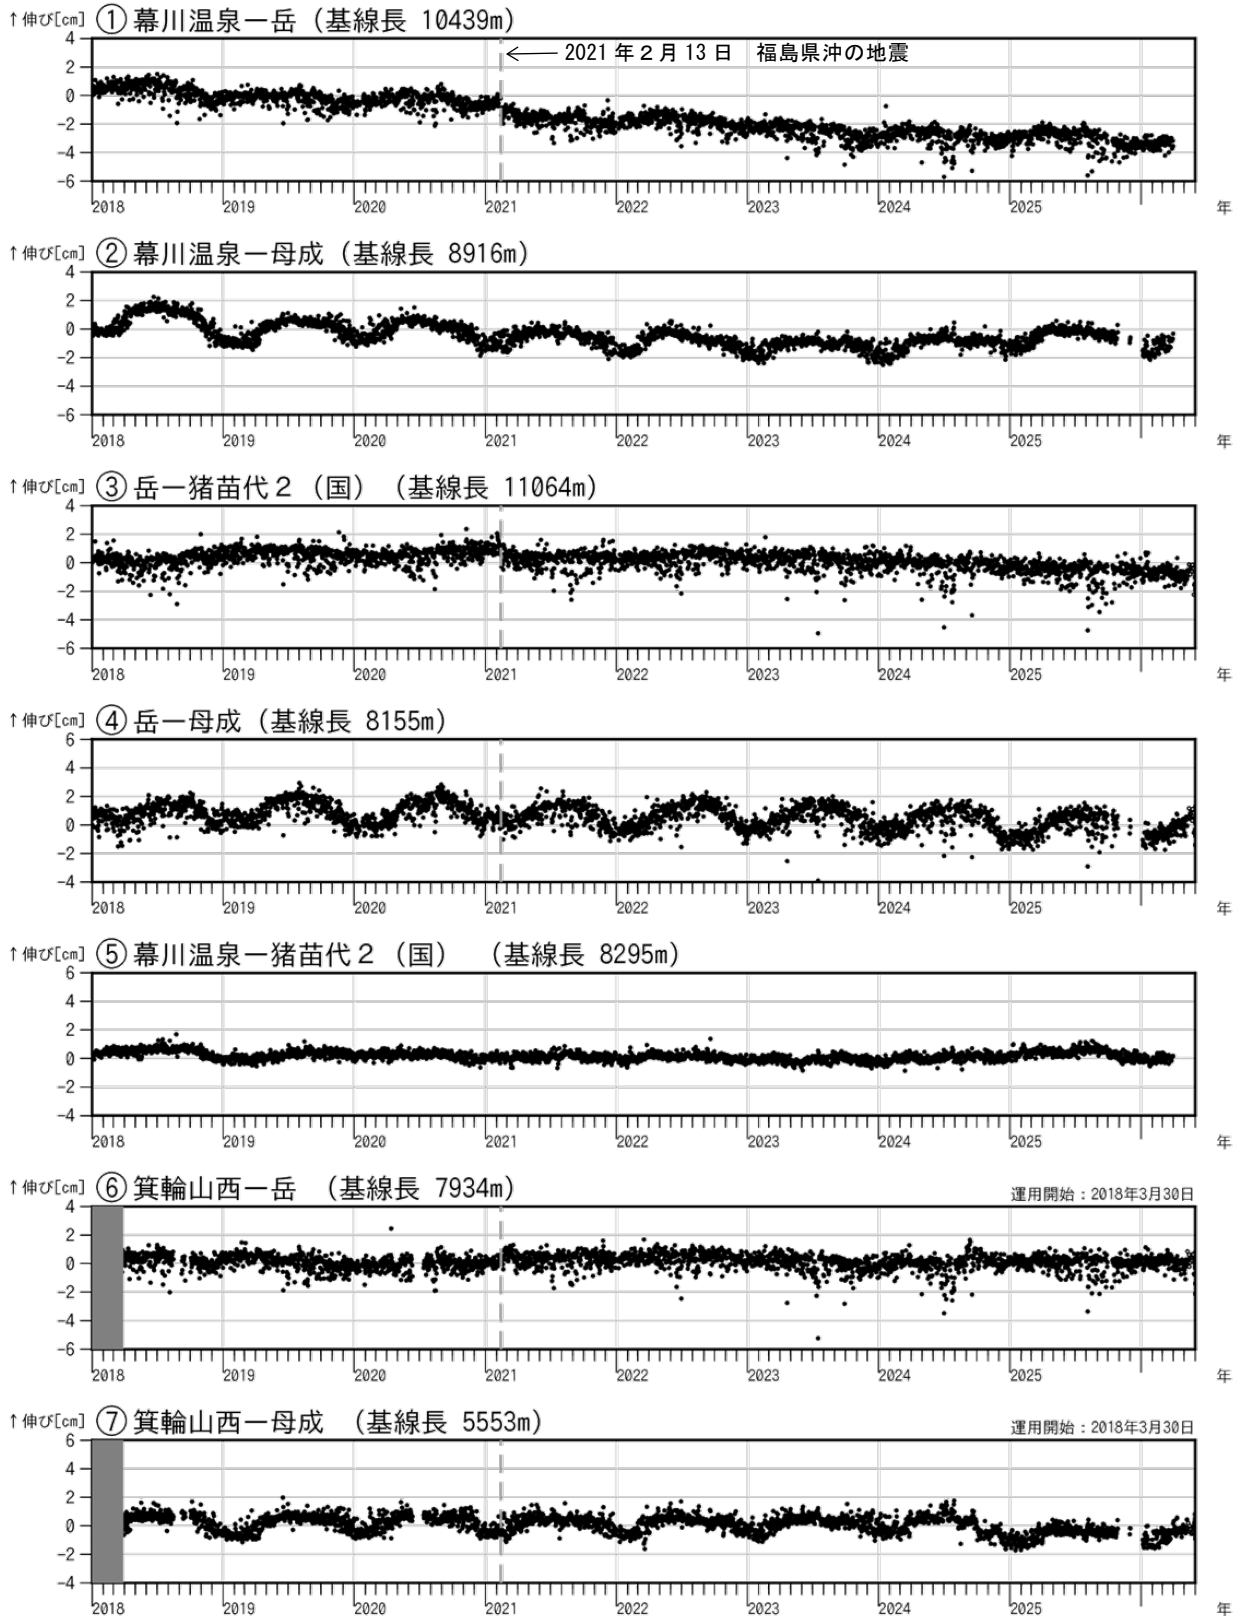 ↑伸び[cm] ①幕川温泉ー岳（基線長 10439m）
4
← 2021年2月13日　福島県沖の地震
2
0
-2
-4
-6
2018 2019 2020 2021 2022 2023 2024 2025 年
↑伸び[cm] ②幕川温泉ー母成（基線長 8916m）
4
2
0
-2
-4
-6
2018 2019 2020 2021 2022 2023 2024 2025 年
↑伸び[cm] ③岳ー猪苗代２（国）（基線長 11064m）
4
2
0
-2
-4
-6
2018 2019 2020 2021 2022 2023 2024 2025 年
↑伸び[cm] ④岳ー母成（基線長 8155m）
6
4
2
0
-2
-4
2018 2019 2020 2021 2022 2023 2024 2025 年
↑伸び[cm] ⑤幕川温泉ー猪苗代２（国）　（基線長 8295m）
6
4
2
0
-2
-4
2018 2019 2020 2021 2022 2023 2024 2025 年
↑伸び[cm] ⑥箕輪山西ー岳　（基線長 7934m） 運用開始：2018年3月30日
4
2
0
-2
-4
-6
2018 2019 2020 2021 2022 2023 2024 2025 年
↑伸び[cm] ⑦箕輪山西ー母成　（基線長 5553m） 運用開始：2018年3月30日
6
4
2
0
-2
-4
2018 2019 2020 2021 2022 2023 2024 2025 年